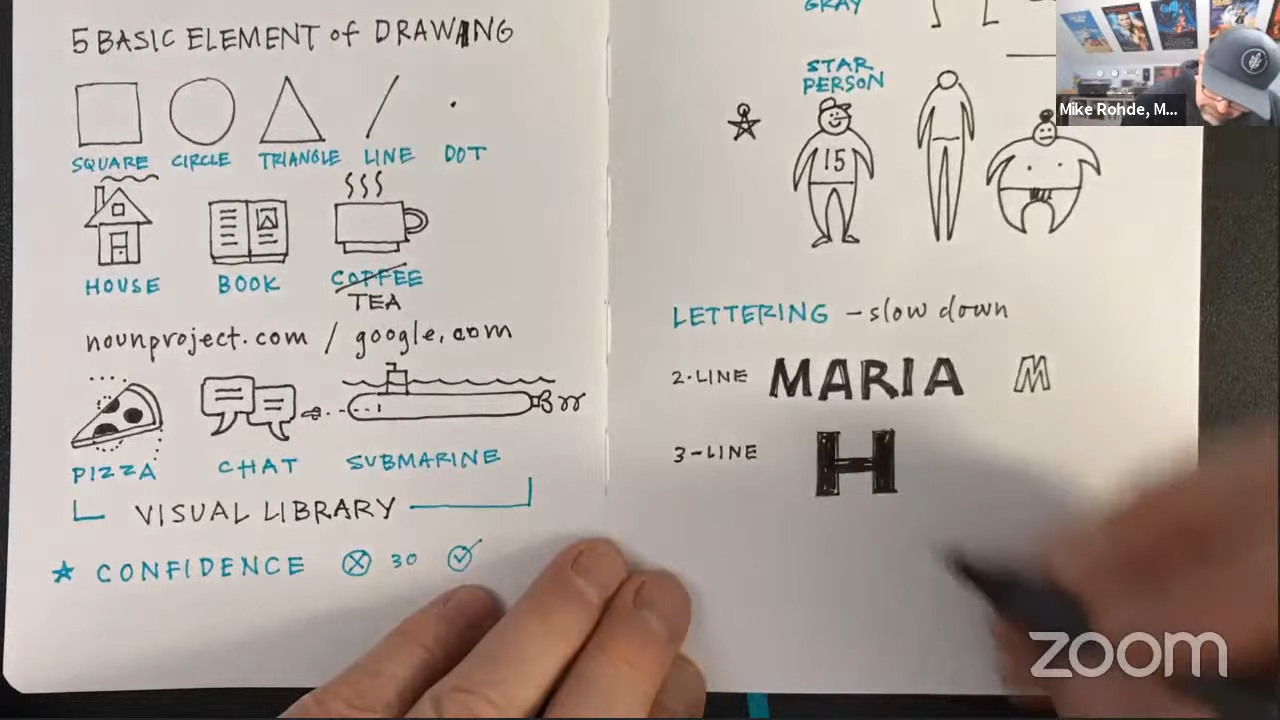 5 BASIC ELEMENT of DRAWING
SQUARE CIRCLE TRIANGLE LINE DOT
HOUSE BOOK COFFEE
TEA
nounproject.com / google.com
PIZZA CHAT SUBMARINE
VISUAL LIBRARY
★ CONFIDENCE 30
GRAY
STAR
PERSON
15
LETTERING - slow down
2-LINE MARIA M
3-LINE H
Mike Rohde, M...
zoom